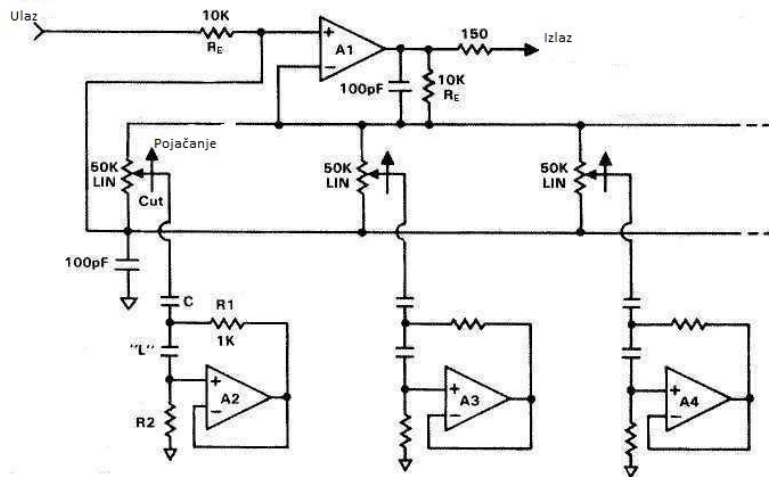 Ulaz
10K
RE
+
A1
−
150
Izlaz
100pF
10K
RE
Pojačanje
50K
LIN
Cut
50K
LIN
50K
LIN
100pF
C
R1
1K
"L"
+
A2
−
R2
+
A3
−
+
A4
−